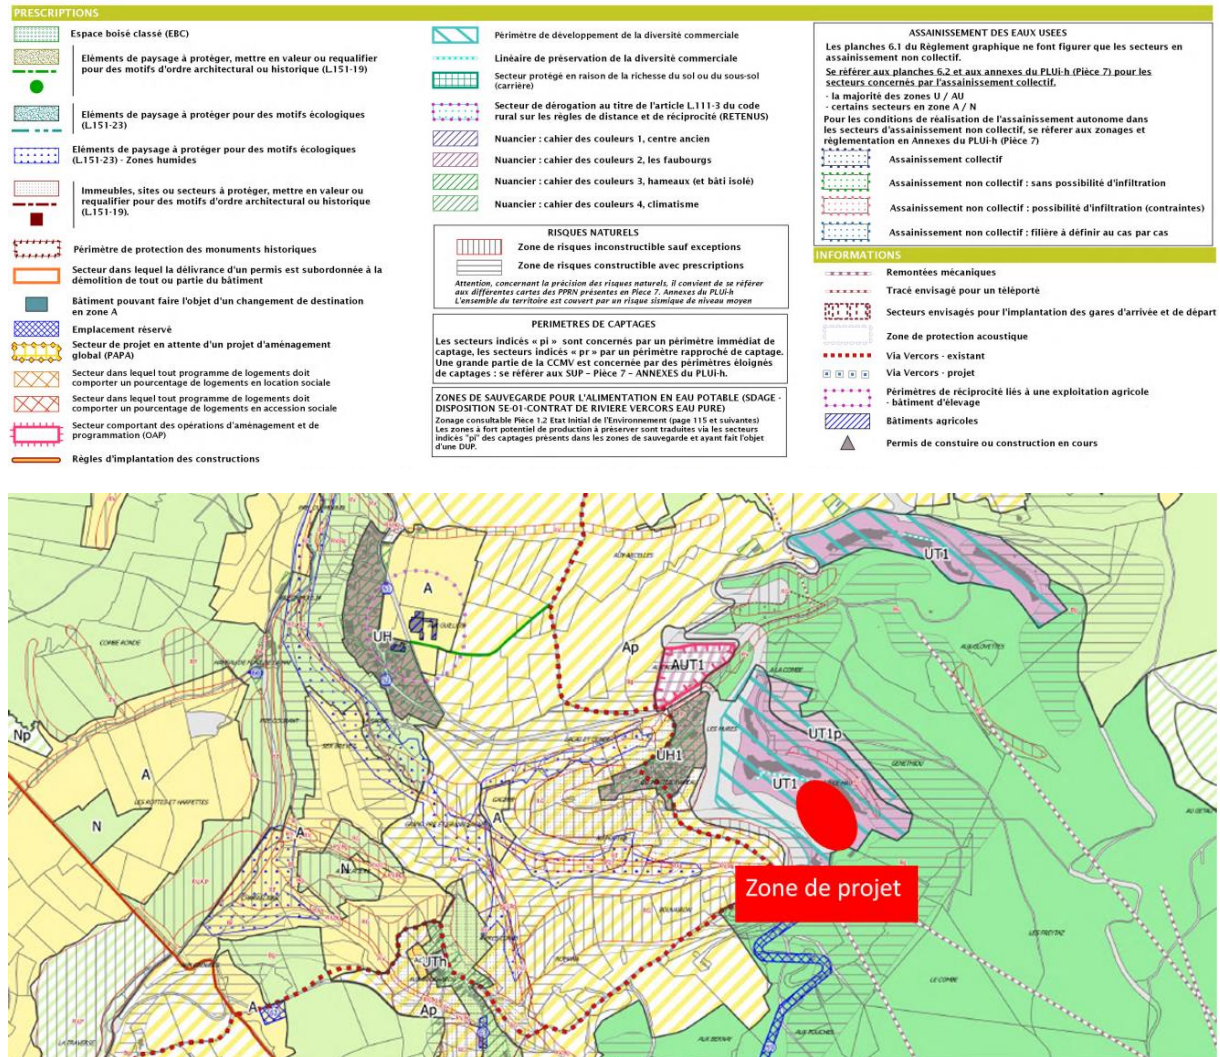 PRESCRIPTIONS
Espace boisé classé (EBC)
Eléments de paysage à protéger, mettre en valeur ou requalifier
pour des motifs d'ordre architectural ou historique (L.151-19)
Eléments de paysage à protéger pour des motifs écologiques
(L.151-23)
Eléments de paysage à protéger pour des motifs écologiques
(L.151-23) - Zones humides
Immeubles, sites ou secteurs à protéger, mettre en valeur ou
requalifier pour des motifs d'ordre architectural ou historique
(L.151-19).
Périmètre de protection des monuments historiques
Secteur dans lequel la délivrance d'un permis est subordonnée à la
démolition de tout ou partie du bâtiment
Bâtiment pouvant faire l'objet d'un changement de destination
en zone A
Emplacement réservé
Secteur de projet en attente d'un projet d'aménagement
global (PAPA)
Secteur dans lequel tout programme de logements doit
comporter un pourcentage de logements en location sociale
Secteur dans lequel tout programme de logements doit
comporter un pourcentage de logements en accession sociale
Secteur comportant des opérations d'aménagement et de
programmation (OAP)
Règles d'implantation des constructions
Périmètre de développement de la diversité commerciale
Linéaire de préservation de la diversité commerciale
Secteur protégé en raison de la richesse du sol ou du sous-sol
(carrière)
Secteur de dérogation au titre de l'article L.111-3 du code
rural sur les règles de distance et de réciprocité (RETENUS)
Nuancier : cahier des couleurs 1, centre ancien
Nuancier : cahier des couleurs 2, les faubourgs
Nuancier : cahier des couleurs 3, hameaux (et bâti isolé)
Nuancier : cahier des couleurs 4, climatisme
RISQUES NATURELS
Zone de risques inconstructible sauf exceptions
Zone de risques constructible avec prescriptions
Attention, concernant la précision des risques naturels, il convient de se référer
aux différentes cartes des PPRN présentes en Piece 7. Annexes du PLUi-h
L'ensemble du territoire est couvert par un risque sismique de niveau moyen
PERIMETRES DE CAPTAGES
Les secteurs indicés « pi » sont concernés par un périmètre immédiat de
captage, les secteurs indicés « pr » par un périmètre rapproché de captage.
Une grande partie de la CCMV est concernée par des périmètres éloignés
de captages : se référer aux SUP - Pièce 7 - ANNEXES du PLUi-h.
ZONES DE SAUVEGARDE POUR L'ALIMENTATION EN EAU POTABLE (SDAGE -
DISPOSITION 5E-01-CONTRAT DE RIVIERE VERCORS EAU PURE)
Zonage consultable Pièce 1.2 Etat Initial de l'Environnement (page 115 et suivantes)
Les zones à fort potentiel de production à préserver sont traduites via les secteurs
indicés "pi" des captages présents dans les zones de sauvegarde et ayant fait l'objet
d'une DUP.
ASSAINISSEMENT DES EAUX USEES
Les planches 6.1 du Règlement graphique ne font figurer que les secteurs en
assainissement non collectif.
Se référer aux planches 6.2 et aux annexes du PLUi-h (Pièce 7) pour les
secteurs concernés par l'assainissement collectif.
- la majorité des zones U / AU
- certains secteurs en zone A / N
Pour les conditions de réalisation de l'assainissement autonome dans
les secteurs d'assainissement non collectif, se réferer aux zonages et
règlementation en Annexes du PLUi-h (Pièce 7)
Assainissement collectif
Assainissement non collectif : sans possibilité d'infiltration
Assainissement non collectif : possibilité d'infiltration (contraintes)
Assainissement non collectif : filière à définir au cas par cas
INFORMATIONS
Remontées mécaniques
Tracé envisagé pour un téléporté
Secteurs envisagés pour l'implantation des gares d'arrivée et de départ
Zone de protection acoustique
Via Vercors - existant
Via Vercors - projet
Périmètres de réciprocité liés à une exploitation agricole
- bâtiment d'élevage
Bâtiments agricoles
Permis de constuire ou construction en cours
AUX ARCELLES
UT1
A
UH
COMBE RONDE
Ap
AUT1
A LA COMBE
LES MURES
UT1p
Np
A
UH1
UT1
LES ROTTES ET HARPETTES
N
A
A
N
Zone de projet
LES FREYTAZ
UTh
LE COMBE
A
Ap
LA TRAVERSE
AUX BERNAY
AUX TOUCHES